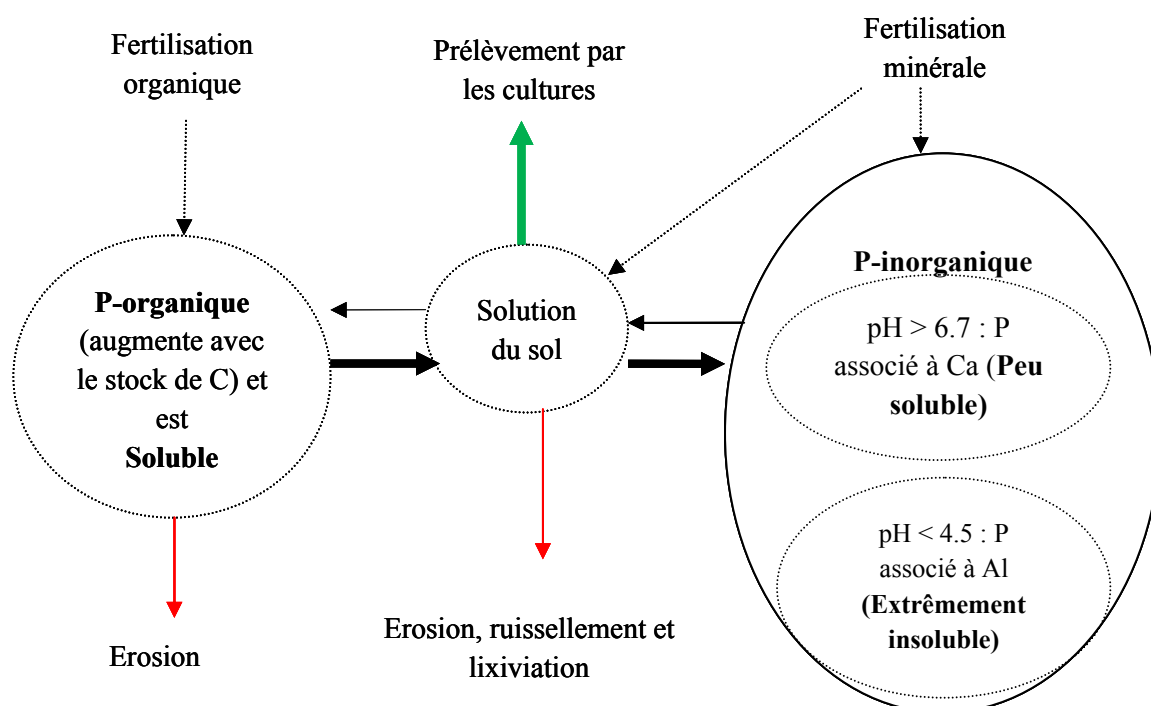 Fertilisation
organique
Prélèvement par
les cultures
Fertilisation
minérale
P-organique
(augmente avec
le stock de C) et
est
Soluble
Solution
du sol
P-inorganique
pH > 6.7 : P
associé à Ca (Peu
soluble)
pH < 4.5 : P
associé à Al
(Extrêmement
insoluble)
Erosion
Erosion, ruissellement et
lixiviation